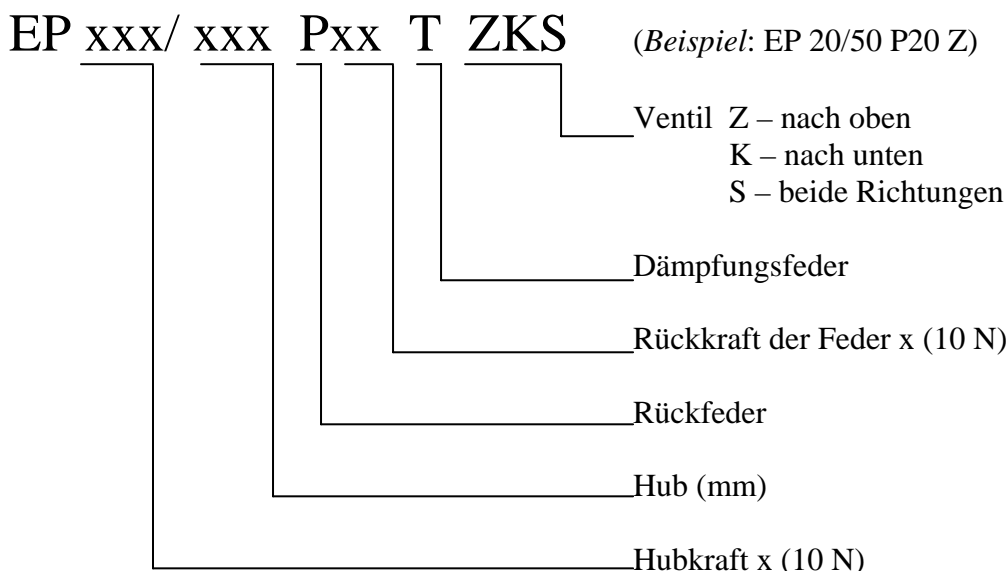 EP xxx/ xxx Pxx T ZKS (Beispiel: EP 20/50 P20 Z)
Ventil Z – nach oben
K – nach unten
S – beide Richtungen
Dämpfungsfeder
Rückkraft der Feder x (10 N)
Rückfeder
Hub (mm)
Hubkraft x (10 N)